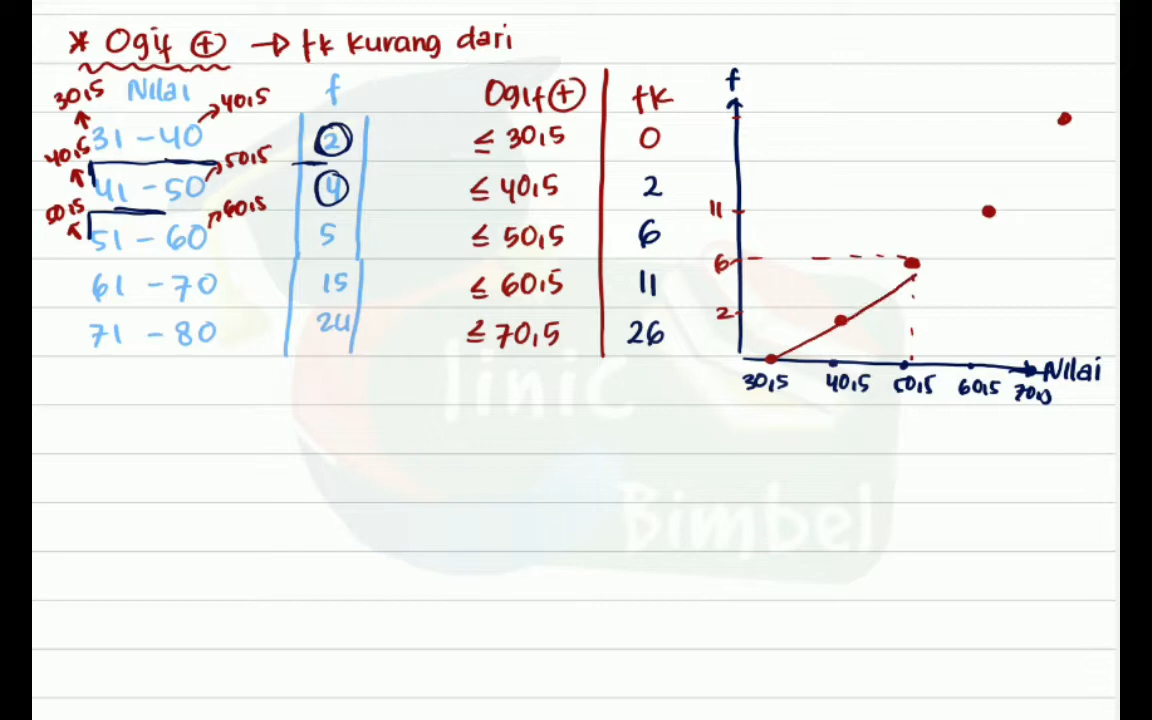 * Ogif (+) → fk kurang dari
30,5 Nilai 40,5 f Ogif (+) fk f
31 - 40 2 ≤ 30,5 0
40,5 50,5
41 - 50 4 ≤ 40,5 2 11
50,5 60,5
51 - 60 5 ≤ 50,5 6 6
61 - 70 15 ≤ 60,5 11 2
71 - 80 24 ≤ 70,5 26
Nilai
30,5 40,5 50,5 60,5
linic
Bimbel